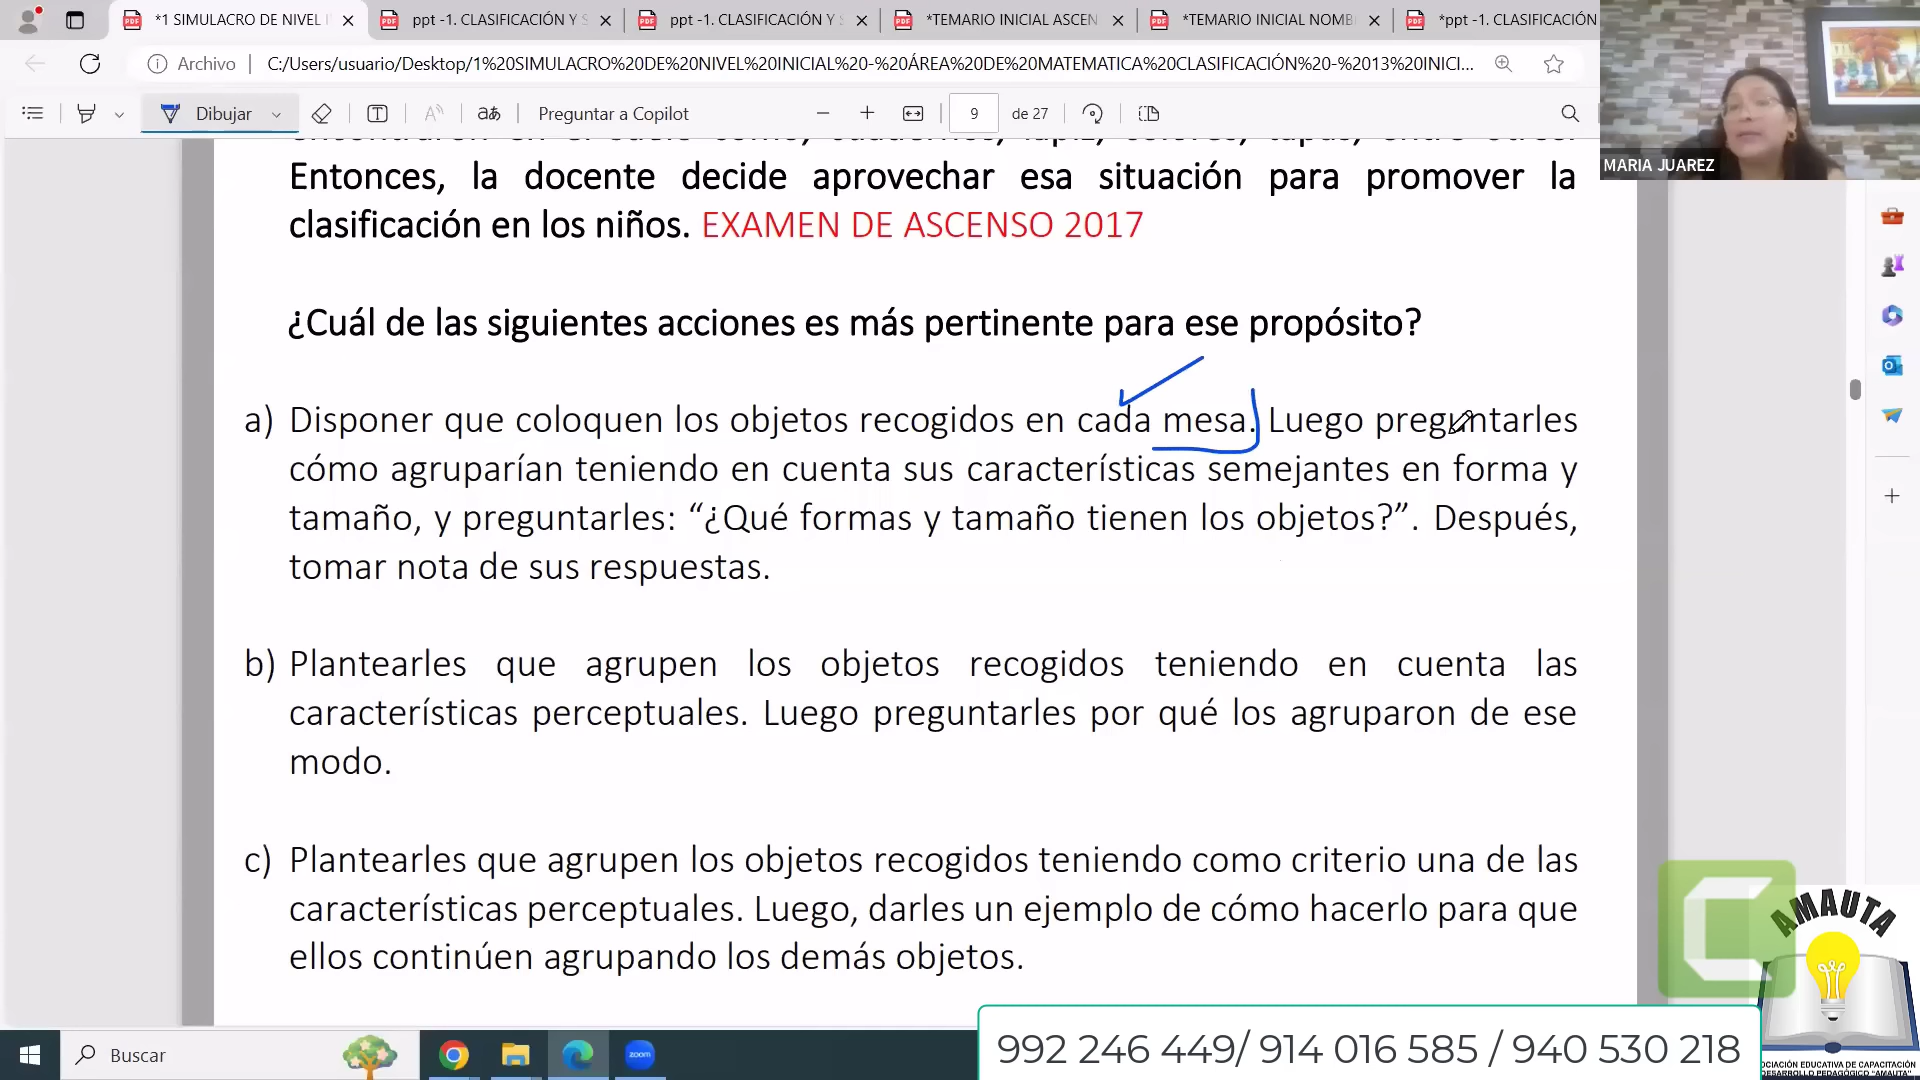 *1 SIMULACRO DE NIVEL I
ppt -1. CLASIFICACIÓN Y S
ppt -1. CLASIFICACIÓN Y
*TEMARIO INICIAL ASCEN
*TEMARIO INICIAL NOMB
*ppt -1. CLASIFICACIÓN
Archivo
C:/Users/usuario/Desktop/1%20SIMULACRO%20DE%20NIVEL%20INICIAL%20-%20ÁREA%20DE%20MATEMATICA%20CLASIFICACIÓN%20-%2013%20INICI...
Dibujar
Preguntar a Copilot
9 de 27
MARIA JUAREZ
Entonces, la docente decide aprovechar esa situación para promover la
clasificación en los niños. EXAMEN DE ASCENSO 2017
¿Cuál de las siguientes acciones es más pertinente para ese propósito?
a) Disponer que coloquen los objetos recogidos en cada mesa. Luego preguntarles
cómo agruparían teniendo en cuenta sus características semejantes en forma y
tamaño, y preguntarles: “¿Qué formas y tamaño tienen los objetos?”. Después,
tomar nota de sus respuestas.
b) Plantearles que agrupen los objetos recogidos teniendo en cuenta las
características perceptuales. Luego preguntarles por qué los agruparon de ese
modo.
c) Plantearles que agrupen los objetos recogidos teniendo como criterio una de las
características perceptuales. Luego, darles un ejemplo de cómo hacerlo para que
ellos continúen agrupando los demás objetos.
AMAUTA
992 246 449/ 914 016 585 / 940 530 218
OCIACIÓN EDUCATIVA DE CAPACITACIÓN
DESARROLLO PEDAGÓGICO "AMAUTA"
Buscar
zoom